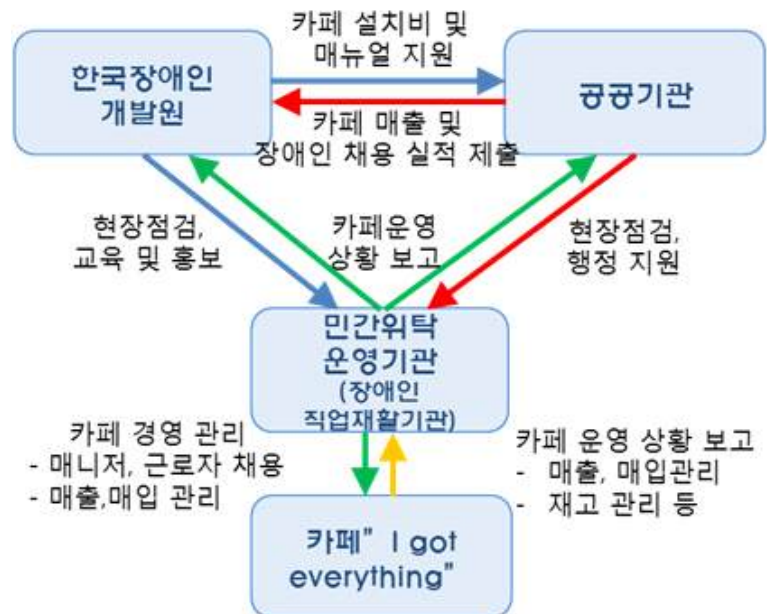 카페 설치비 및
매뉴얼 지원
한국장애인
개발원
공공기관
카페 매출 및
장애인 채용 실적 제출
현장점검,
교육 및 홍보
카페운영
상황 보고
현장점검,
행정 지원
민간위탁
운영기관
(장애인
직업재활기관)
카페 경영 관리
- 매니저, 근로자 채용
- 매출,매입 관리
카페 운영 상황 보고
- 매출, 매입관리
- 재고 관리 등
카페" I got
everything"